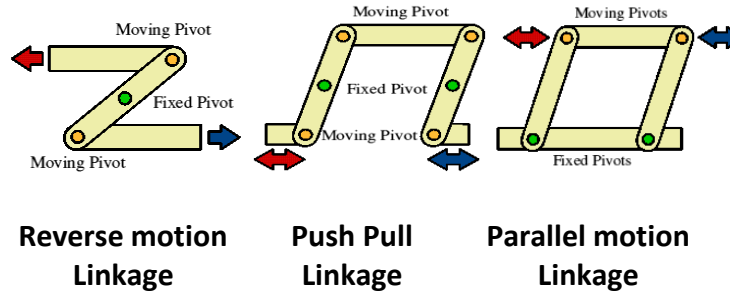 Moving Pivot
Fixed Pivot
Moving Pivot
Moving Pivot
Fixed Pivot
Moving Pivot
Moving Pivots
Fixed Pivots
Reverse motion
Linkage
Push Pull
Linkage
Parallel motion
Linkage